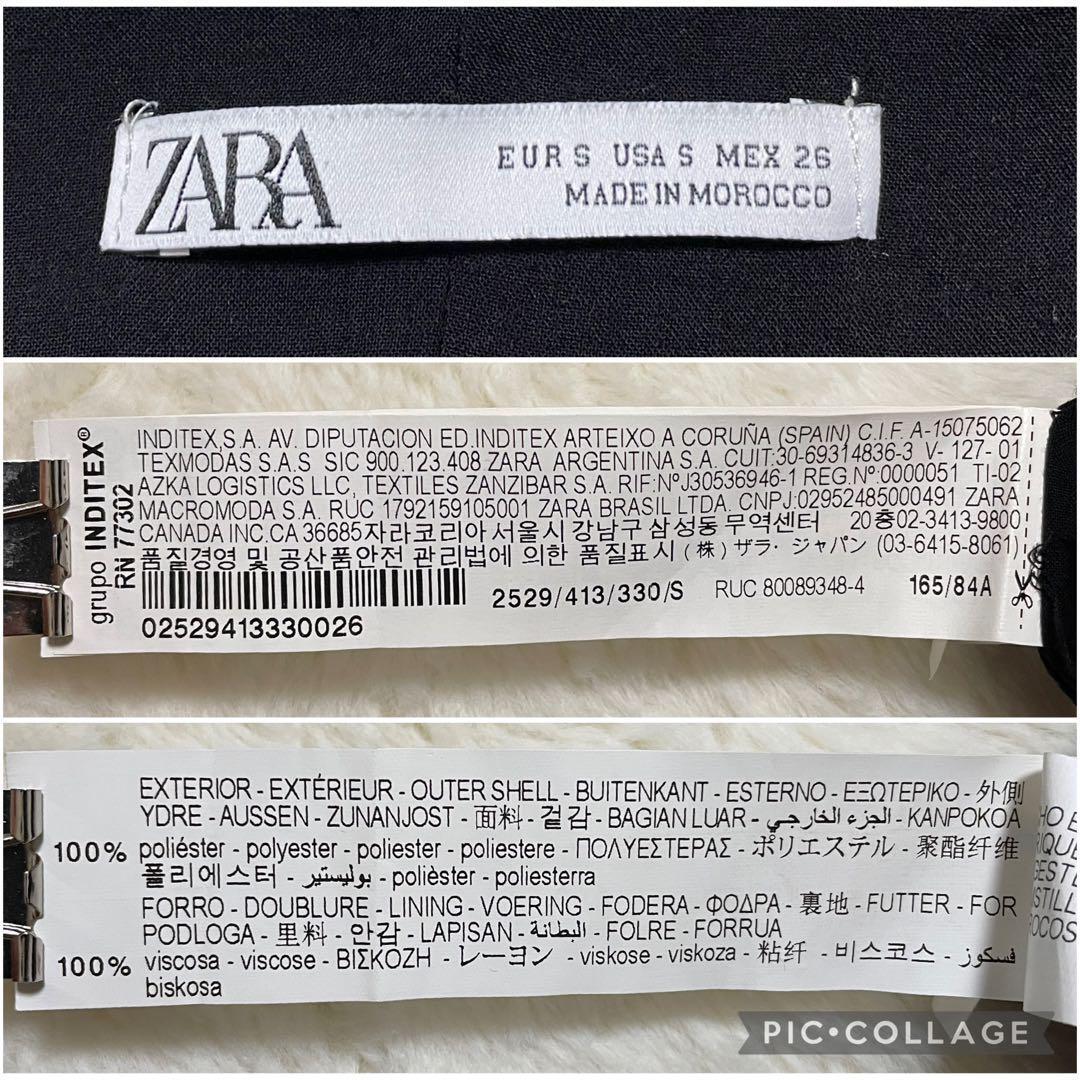 ZARA
EUR S USA S MEX 26
MADE IN MOROCCO
grupo INDITEX®
RN 77302
INDITEX,S.A. AV. DIPUTACION ED.INDITEX ARTEIXO A CORUÑA (SPAIN) C.I.F. A-15075062
TEXMODAS S.A.S SIC 900.123.408 ZARA ARGENTINA S.A. CUIT:30-69314836-3 V- 127- 01
AZKA LOGISTICS LLC, TEXTILES ZANZIBAR S.A. RIF:NºJ30536946-1 REG.Nº:0000051 TI-02
MACROMODA S.A. RUC 1792159105001 ZARA BRASIL LTDA. CNPJ:02952485000491 ZARA
CANADA INC.CA 36685자라코리아서울시 강남구 삼성동 무역센터 20층02-3413-9800
품질경영 및 공산품안전 관리법에 의한 품질표시 (株) ザラ・ジャパン (03-6415-8061)
2529/413/330/S RUC 80089348-4 165/84A
02529413330026
EXTERIOR - EXTÉRIEUR - OUTER SHELL - BUITENKANT - ESTERNO - ΕΞΩΤΕΡΙΚΟ - 外側
YDRE - AUSSEN - ZUNANJOST - 面料 - 겉감 - BAGIAN LUAR - الجزء الخارجي - KANPOKOA
100% poliéster - polyester - poliester - poliestere - ΠΟΛΥΕΣΤΕΡΑΣ - ポリエステル - 聚酯纤维
폴리에스터 - بوليستير - polièster - poliesterra
FORRO - DOUBLURE - LINING - VOERING - FODERA - ΦΟΔΡΑ - 裏地 - FUTTER - FOR
PODLOGA - 里料 - 안감 - LAPISAN - البطانة - FOLRE - FORRUA
100% viscosa - viscose - ΒΙΣΚΟΖΗ - レーヨン - viskose - viskoza - 粘纤 - 비스코스 - فسكوز
biskosa
PIC•COLLAGE